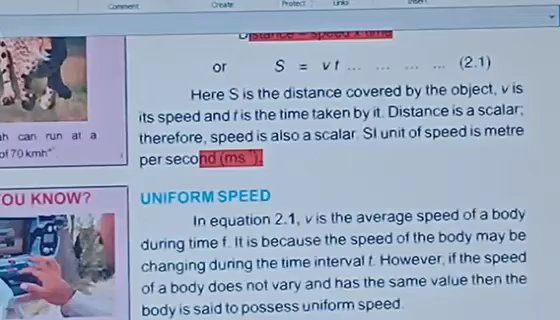 Comment
Create
Protect
Links
Insert
Distance = Speed x time
or S = v t ... ... ... ... ... (2.1)
Here S is the distance covered by the object, v is
its speed and t is the time taken by it. Distance is a scalar;
therefore, speed is also a scalar. SI unit of speed is metre
per second (ms⁻¹).
ah can run at a
of 70 kmh⁻¹.
OU KNOW?
UNIFORM SPEED
In equation 2.1, v is the average speed of a body
during time t. It is because the speed of the body may be
changing during the time interval t. However, if the speed
of a body does not vary and has the same value then the
body is said to possess uniform speed.